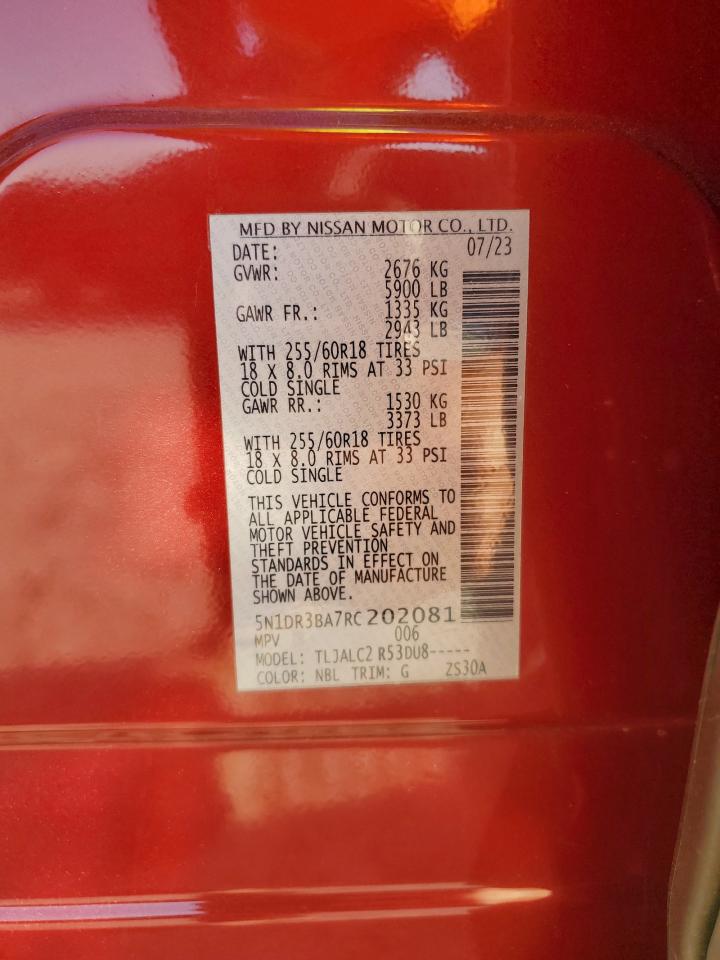 MFD BY NISSAN MOTOR CO., LTD.
DATE: 07/23
GVWR: 2676 KG
5900 LB
GAWR FR.: 1335 KG
2943 LB
WITH 255/60R18 TIRES
18 X 8.0 RIMS AT 33 PSI
COLD SINGLE
GAWR RR.: 1530 KG
3373 LB
WITH 255/60R18 TIRES
18 X 8.0 RIMS AT 33 PSI
COLD SINGLE
THIS VEHICLE CONFORMS TO
ALL APPLICABLE FEDERAL
MOTOR VEHICLE SAFETY AND
THEFT PREVENTION
STANDARDS IN EFFECT ON
THE DATE OF MANUFACTURE
SHOWN ABOVE.
5N1DR3BA7RC202081
MPV 006
MODEL: TLJALC2 R53DU8-----
COLOR: NBL TRIM: G ZS30A